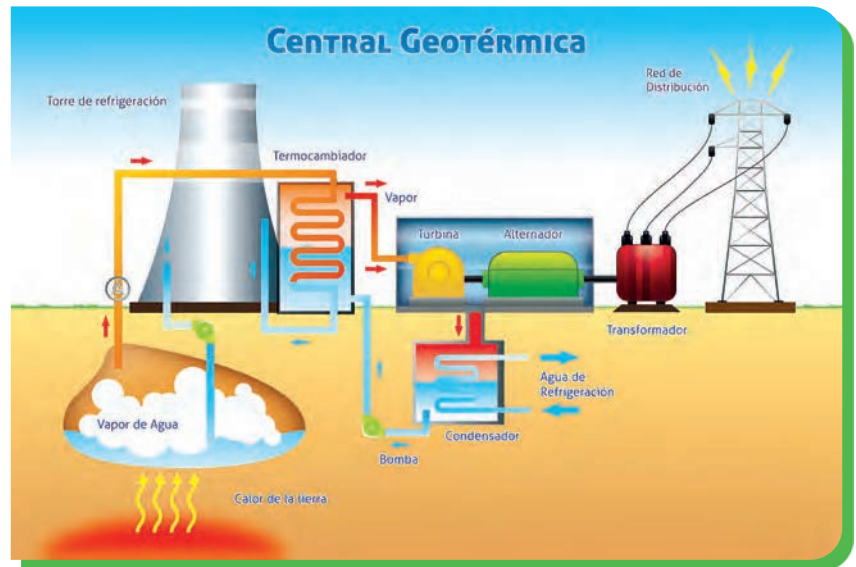 Central Geotérmica
Red de
Distribución
Torre de refrigeración
Termocambiador
Vapor
Turbina
Alternador
Transformador
Agua de
Refrigeración
Vapor de Agua
Condensador
Bomba
Calor de la tierra